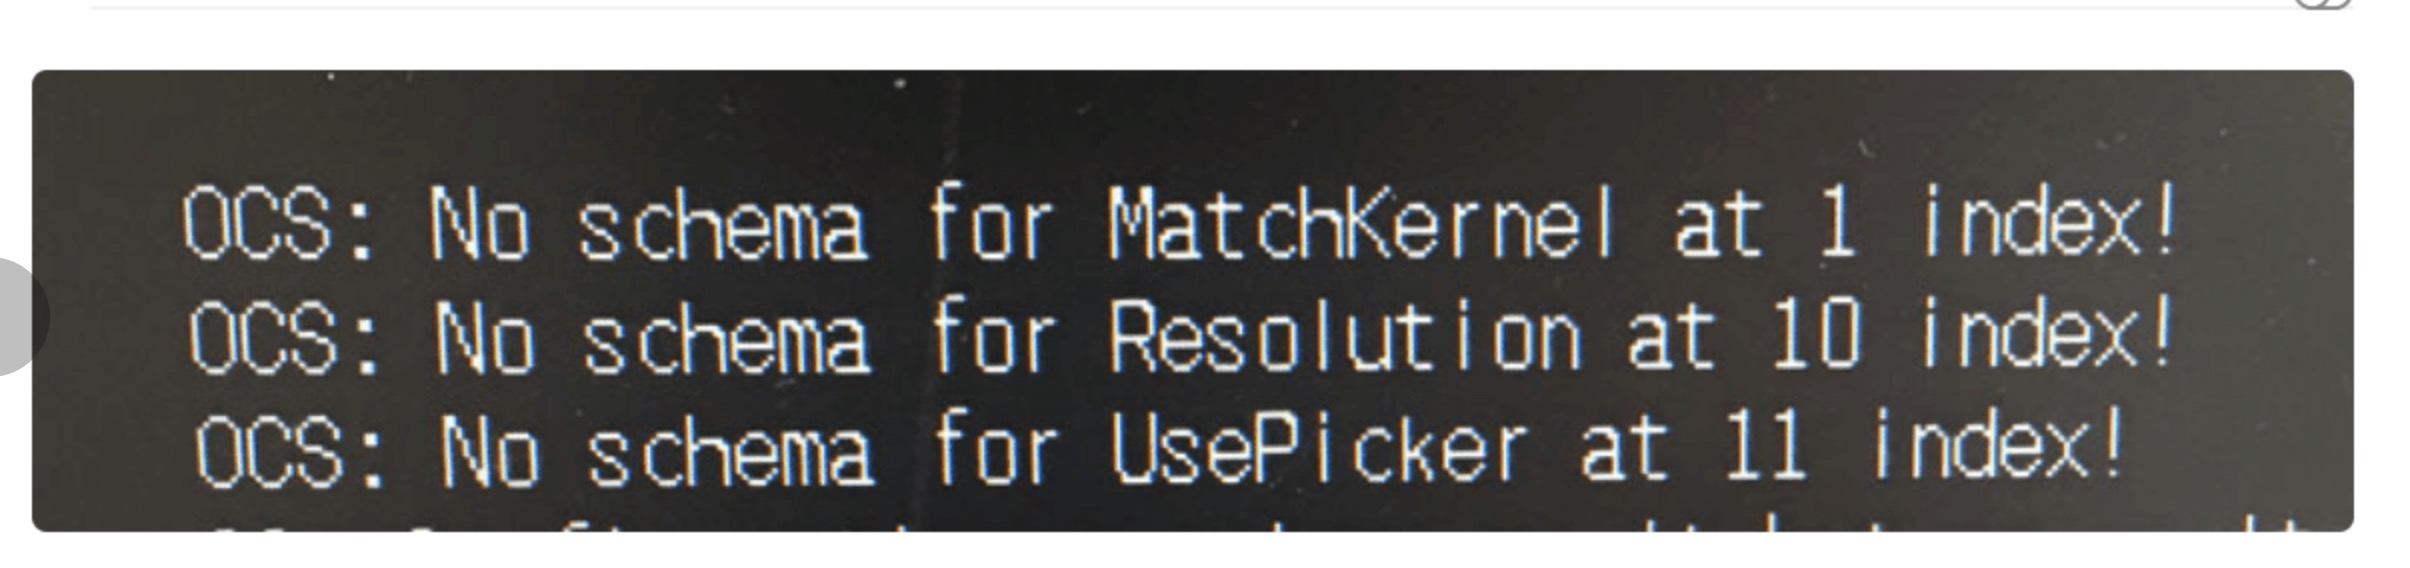 OCS: No schema for MatchKernel at 1 index!
OCS: No schema for Resolution at 10 index!
OCS: No schema for UsePicker at 11 index!